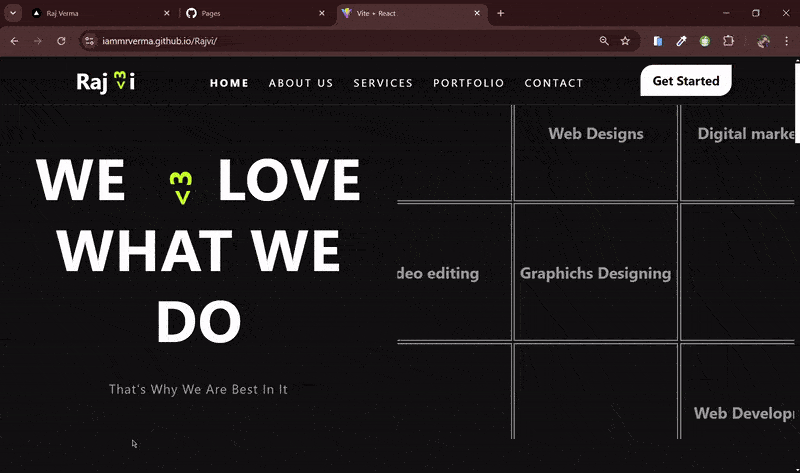 Raj Verma
Pages
Vite + React
iammrverma.github.io/Rajvi/
Raj i
HOME
ABOUT US
SERVICES
PORTFOLIO
CONTACT
Get Started
WE LOVE
WHAT WE
DO
That's Why We Are Best In It
Web Designs
Digital marke
deo editing
Graphichs Designing
Web Develop